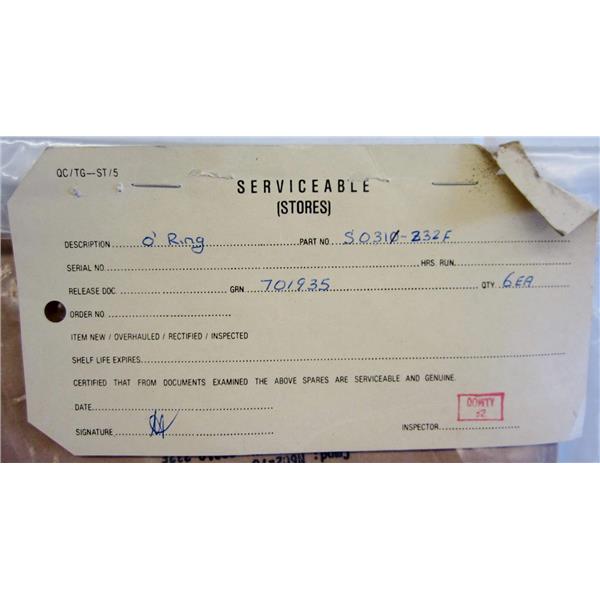 QC/TG—ST/5
SERVICEABLE
(STORES)
DESCRIPTION O' Ring PART NO. S0310-232F
SERIAL NO. HRS. RUN.
RELEASE DOC. GRN 701935 QTY 6EA
ORDER NO.
ITEM NEW / OVERHAULED / RECTIFIED / INSPECTED
SHELF LIFE EXPIRES.
CERTIFIED THAT FROM DOCUMENTS EXAMINED THE ABOVE SPARES ARE SERVICEABLE AND GENUINE.
DATE
DOWTY
52
SIGNATURE INSPECTOR